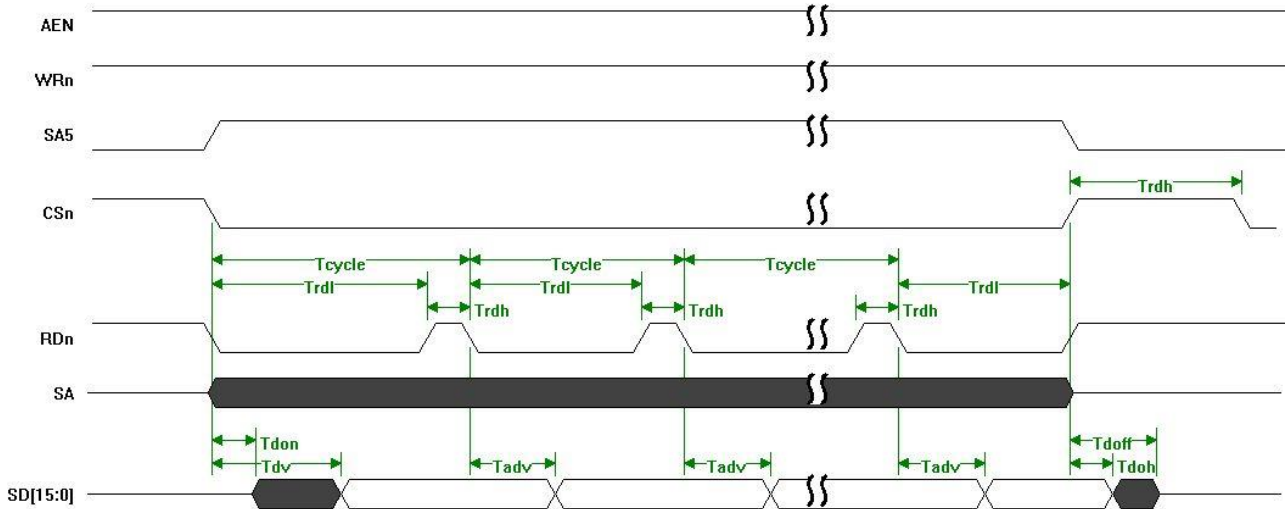 AEN
WRn
SA5
CSn
Trdh
Tcycle Tcycle Tcycle
Trdl Trdl Trdl
Trdh Trdh Trdh
RDn
SA
Tdon Tdoff
Tdv Tadv Tadv Tadv Tdoh
SD[15:0]